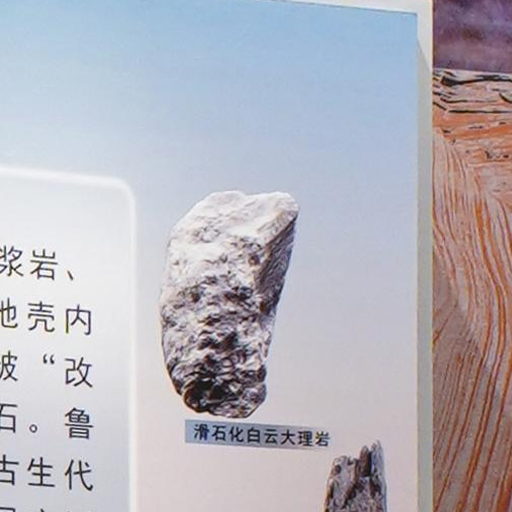 浆岩、
地壳内
被“改
石。鲁
古生代
滑石化白云大理岩